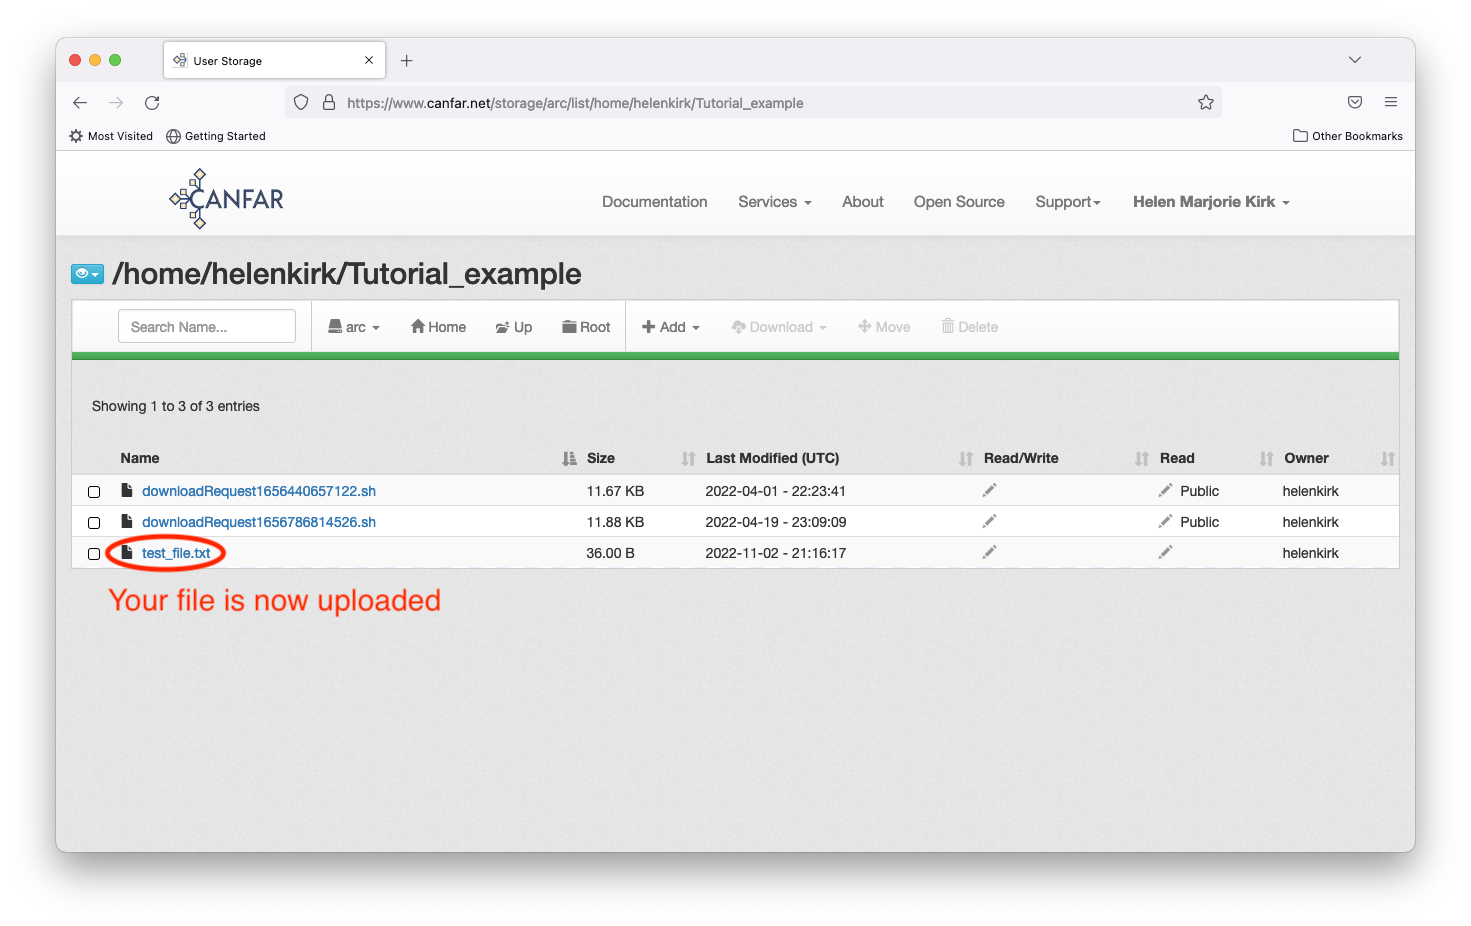 User Storage
https://www.canfar.net/storage/arc/list/home/helenkirk/Tutorial_example
Most Visited Getting Started Other Bookmarks
CANFAR
Documentation Services About Open Source Support Helen Marjorie Kirk
/home/helenkirk/Tutorial_example
Search Name... arc Home Up Root Add Download Move Delete
Showing 1 to 3 of 3 entries
Name Size Last Modified (UTC) Read/Write Read Owner
downloadRequest1656440657122.sh 11.67 KB 2022-04-01 - 22:23:41 Public helenkirk
downloadRequest1656786814526.sh 11.88 KB 2022-04-19 - 23:09:09 Public helenkirk
test_file.txt 36.00 B 2022-11-02 - 21:16:17 helenkirk
Your file is now uploaded